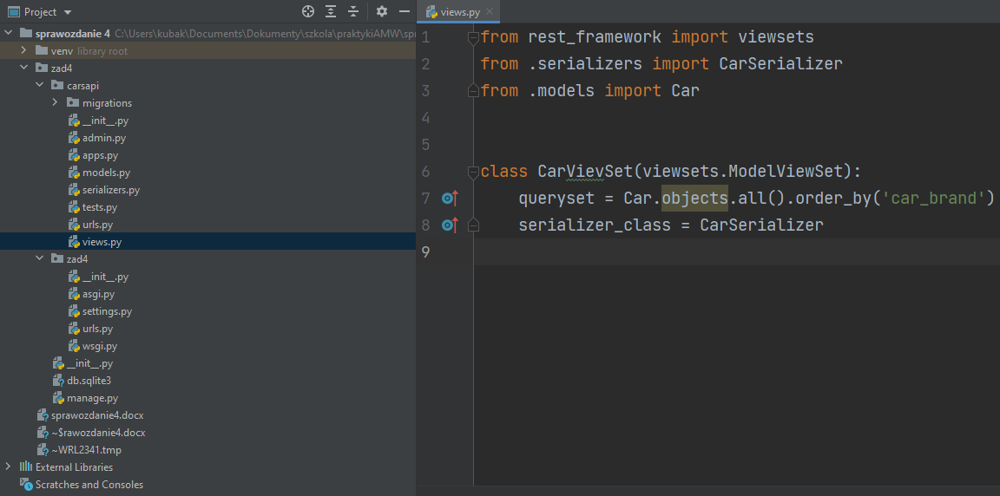 Project
sprawozdanie 4 C:\Users\kubak\Documents\Dokumenty\szkola\praktykiAMW\spr
venv library root
zad4
carsapi
migrations
__init__.py
admin.py
apps.py
models.py
serializers.py
tests.py
urls.py
views.py
zad4
__init__.py
asgi.py
settings.py
urls.py
wsgi.py
__init__.py
db.sqlite3
manage.py
sprawozdanie4.docx
~$rawozdanie4.docx
~WRL2341.tmp
External Libraries
Scratches and Consoles
views.py
1 from rest_framework import viewsets
2 from .serializers import CarSerializer
3 from .models import Car
4
5
6 class CarVievSet(viewsets.ModelViewSet):
7 queryset = Car.objects.all().order_by('car_brand')
8 serializer_class = CarSerializer
9